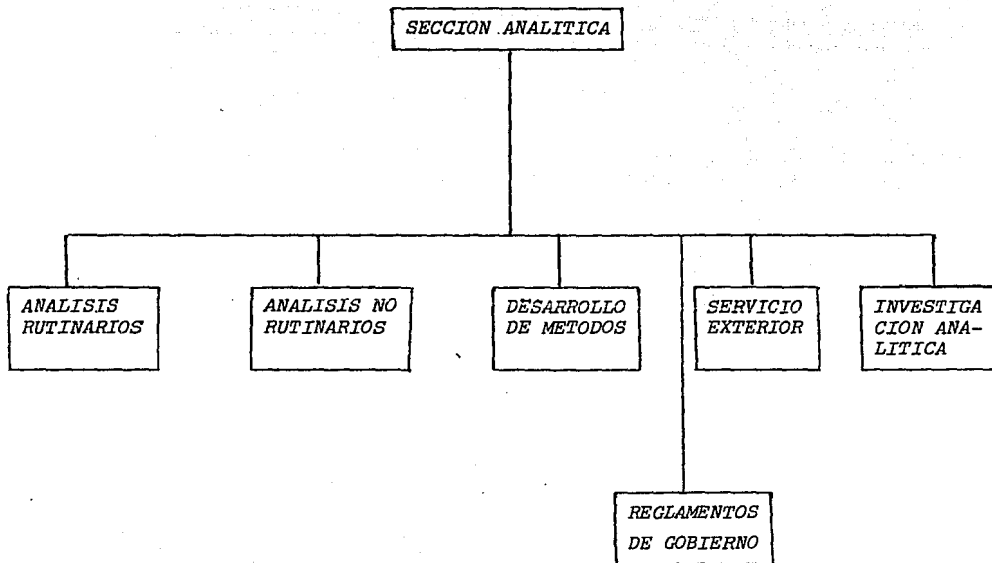 SECCION ANALITICA
ANALISIS
RUTINARIOS
ANALISIS NO
RUTINARIOS
DESARROLLO
DE METODOS
SERVICIO
EXTERIOR
INVESTIGA
CION ANA-
LITICA
REGLAMENTOS
DE GOBIERNO